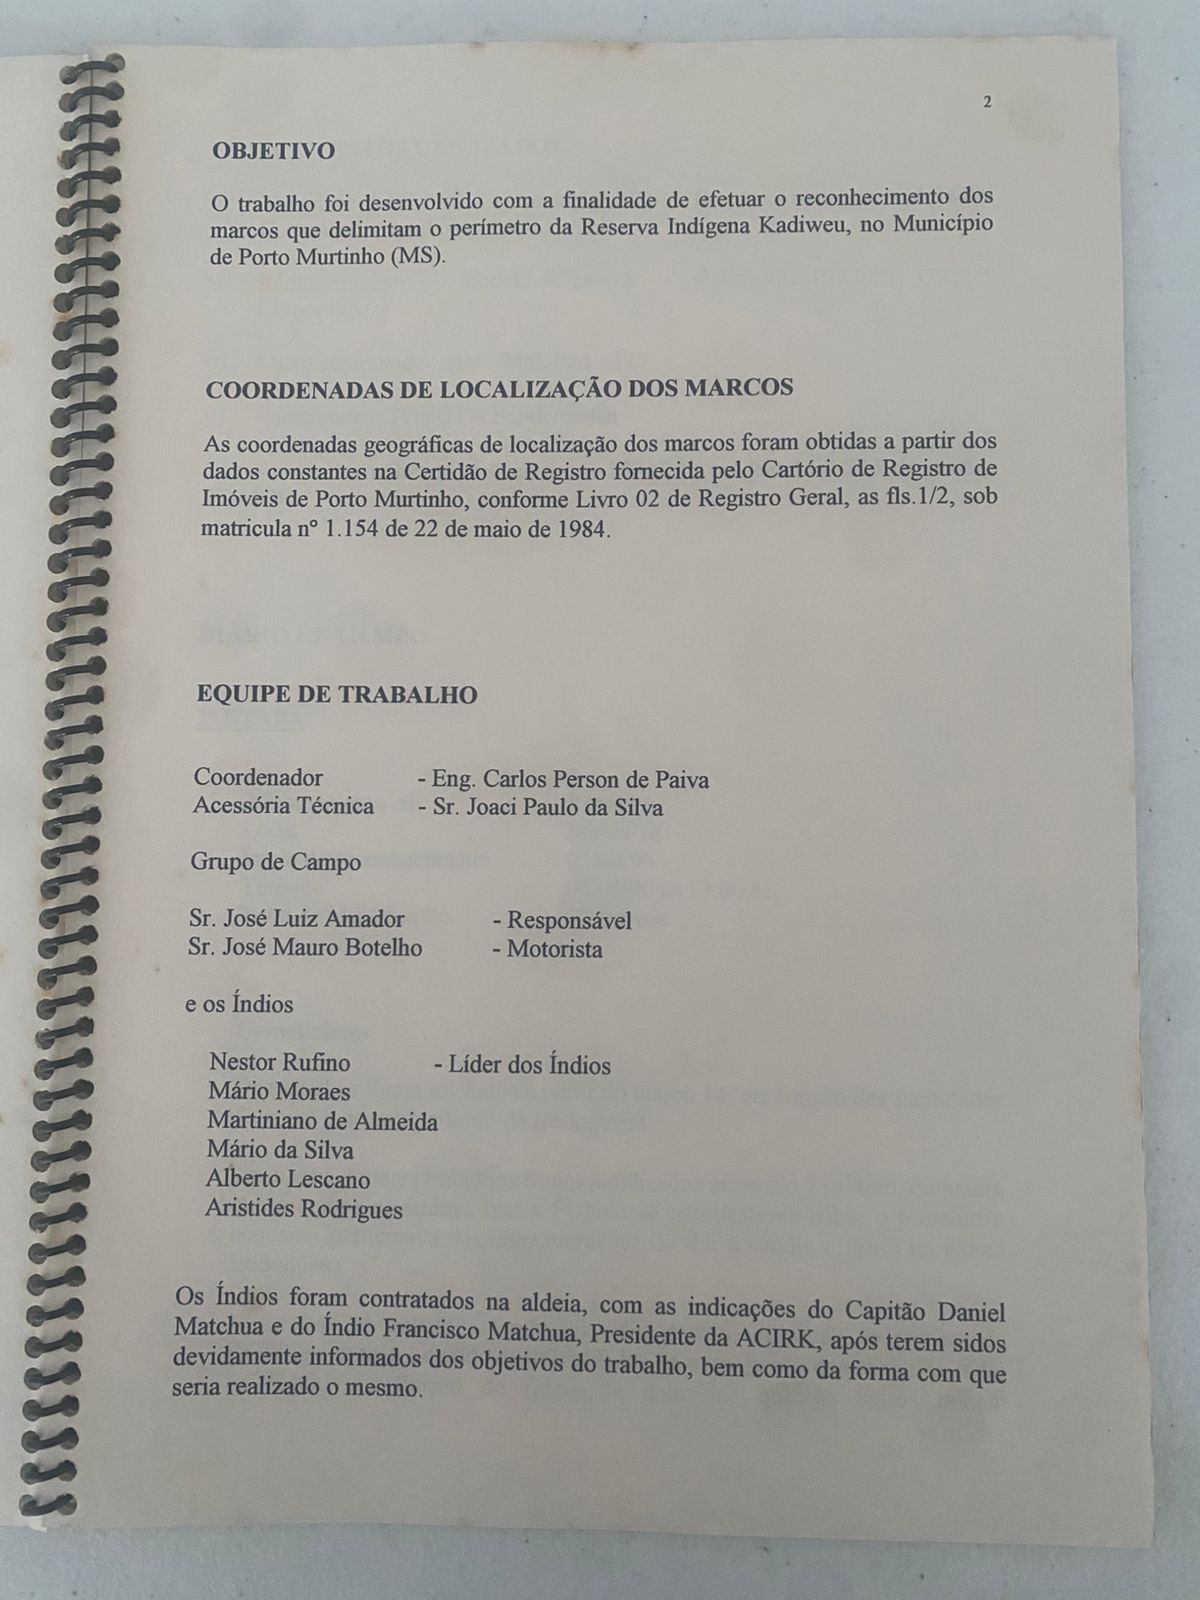 2
OBJETIVO
O trabalho foi desenvolvido com a finalidade de efetuar o reconhecimento dos
marcos que delimitam o perímetro da Reserva Indígena Kadiweu, no Município
de Porto Murtinho (MS).
COORDENADAS DE LOCALIZAÇÃO DOS MARCOS
As coordenadas geográficas de localização dos marcos foram obtidas a partir dos
dados constantes na Certidão de Registro fornecida pelo Cartório de Registro de
Imóveis de Porto Murtinho, conforme Livro 02 de Registro Geral, as fls.1/2, sob
matricula nº 1.154 de 22 de maio de 1984.
EQUIPE DE TRABALHO
Coordenador - Eng. Carlos Person de Paiva
Acessória Técnica - Sr. Joaci Paulo da Silva
Grupo de Campo
Sr. José Luiz Amador - Responsável
Sr. José Mauro Botelho - Motorista
e os Índios
Nestor Rufino - Líder dos Índios
Mário Moraes
Martiniano de Almeida
Mário da Silva
Alberto Lescano
Aristides Rodrigues
Os Índios foram contratados na aldeia, com as indicações do Capitão Daniel
Matchua e do Índio Francisco Matchua, Presidente da ACIRK, após terem sidos
devidamente informados dos objetivos do trabalho, bem como da forma com que
seria realizado o mesmo.